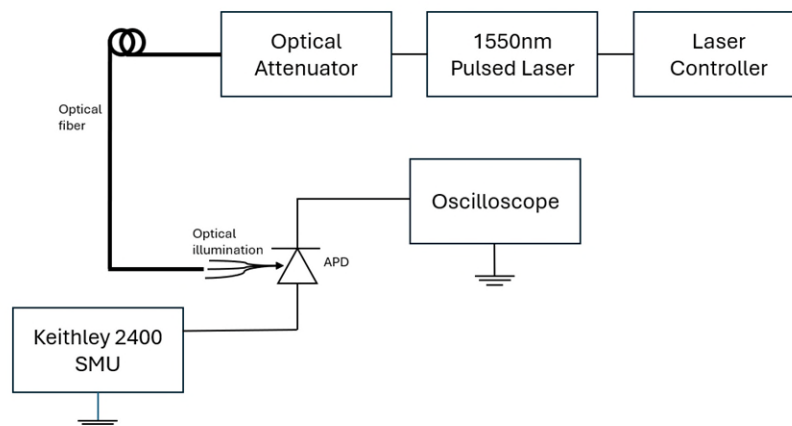 Optical
Attenuator
1550nm
Pulsed Laser
Laser
Controller
Optical
fiber
Oscilloscope
Optical
illumination
APD
Keithley 2400
SMU